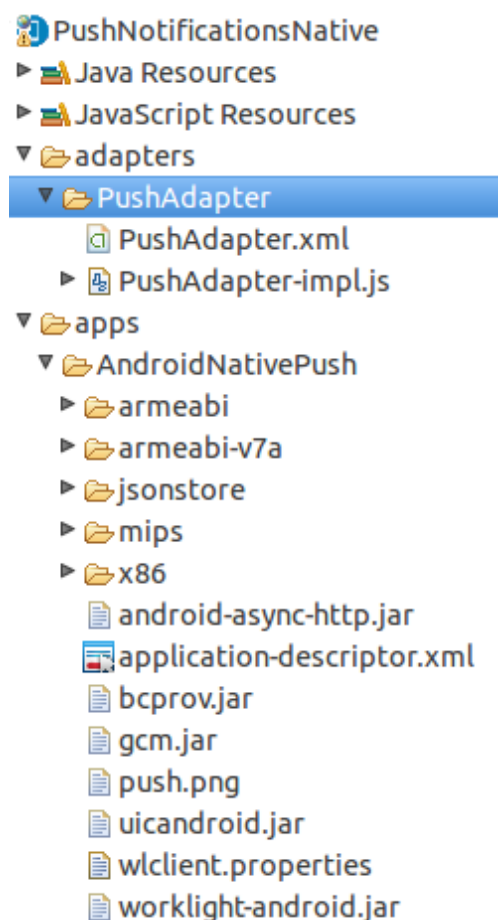 PushNotificationsNative
Java Resources
JavaScript Resources
adapters
PushAdapter
PushAdapter.xml
PushAdapter-impl.js
apps
AndroidNativePush
armeabi
armeabi-v7a
jsonstore
mips
x86
android-async-http.jar
application-descriptor.xml
bcprov.jar
gcm.jar
push.png
uicandroid.jar
wlclient.properties
worklight-android.jar